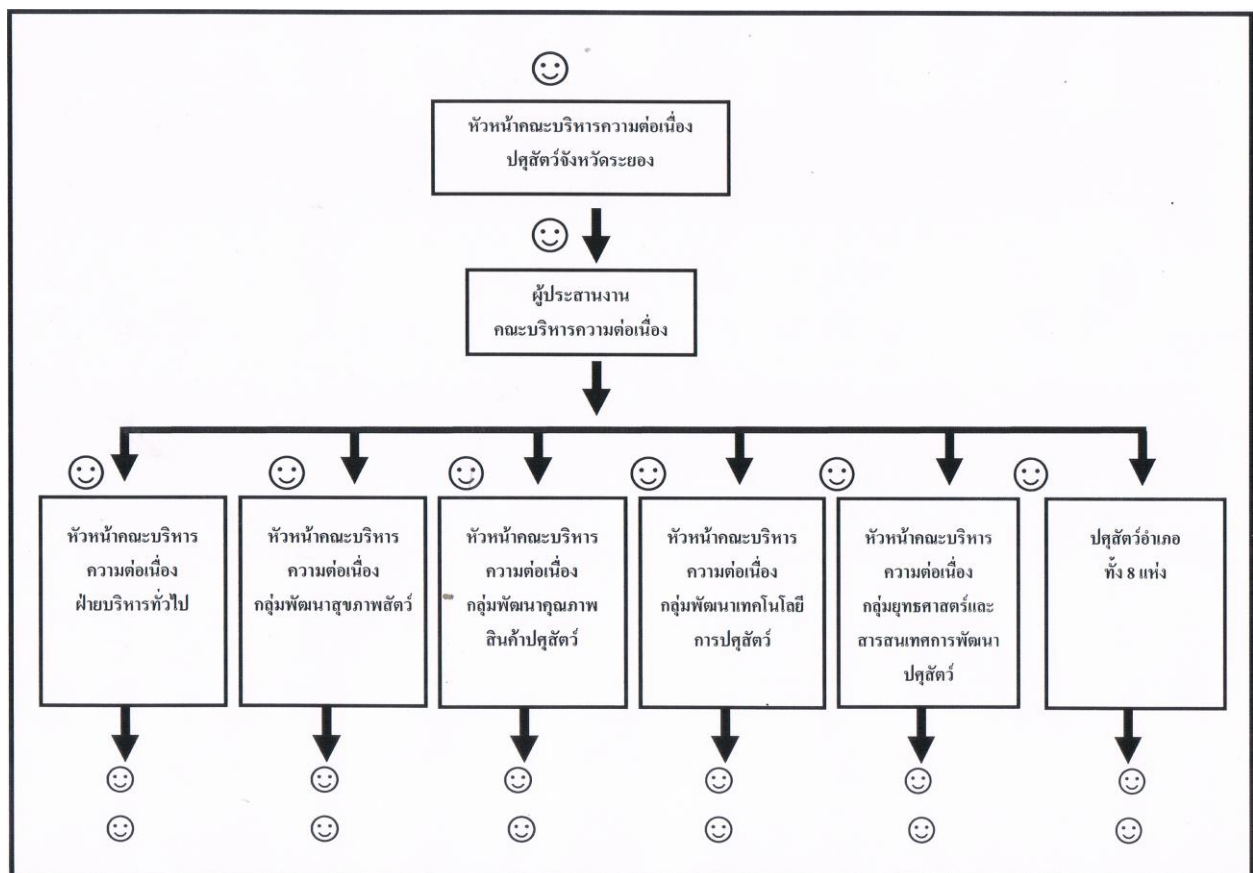 หัวหน้าคณะบริหารความต่อเนื่อง
ปศุสัตว์จังหวัดระยอง
ผู้ประสานงาน
คณะบริหารความต่อเนื่อง
หัวหน้าคณะบริหาร
ความต่อเนื่อง
ฝ่ายบริหารทั่วไป
หัวหน้าคณะบริหาร
ความต่อเนื่อง
กลุ่มพัฒนาสุขภาพสัตว์
หัวหน้าคณะบริหาร
ความต่อเนื่อง
กลุ่มพัฒนาคุณภาพ
สินค้าปศุสัตว์
หัวหน้าคณะบริหาร
ความต่อเนื่อง
กลุ่มพัฒนาเทคโนโลยี
การปศุสัตว์
หัวหน้าคณะบริหาร
ความต่อเนื่อง
กลุ่มยุทธศาสตร์และ
สารสนเทศการพัฒนา
ปศุสัตว์
ปศุสัตว์อำเภอ
ทั้ง 8 แห่ง